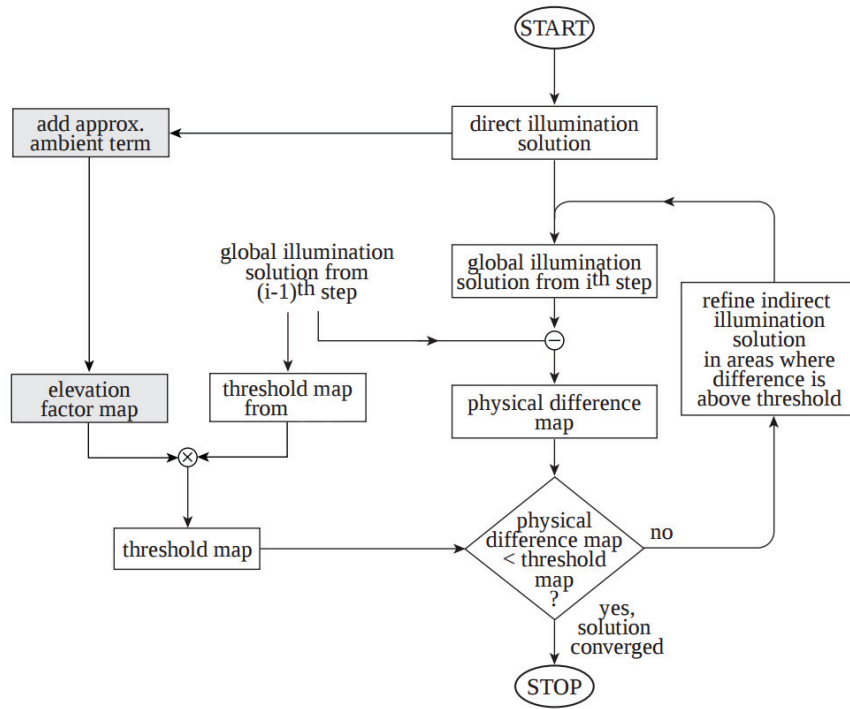 START
direct illumination
solution
add approx.
ambient term
global illumination
solution from
(i-1)th step
global illumination
solution from ith step
refine indirect
illumination
solution
in areas where
difference is
above threshold
elevation
factor map
threshold map
from
physical difference
map
threshold map
physical
difference map
< threshold
map
?
no
yes,
solution
converged
STOP